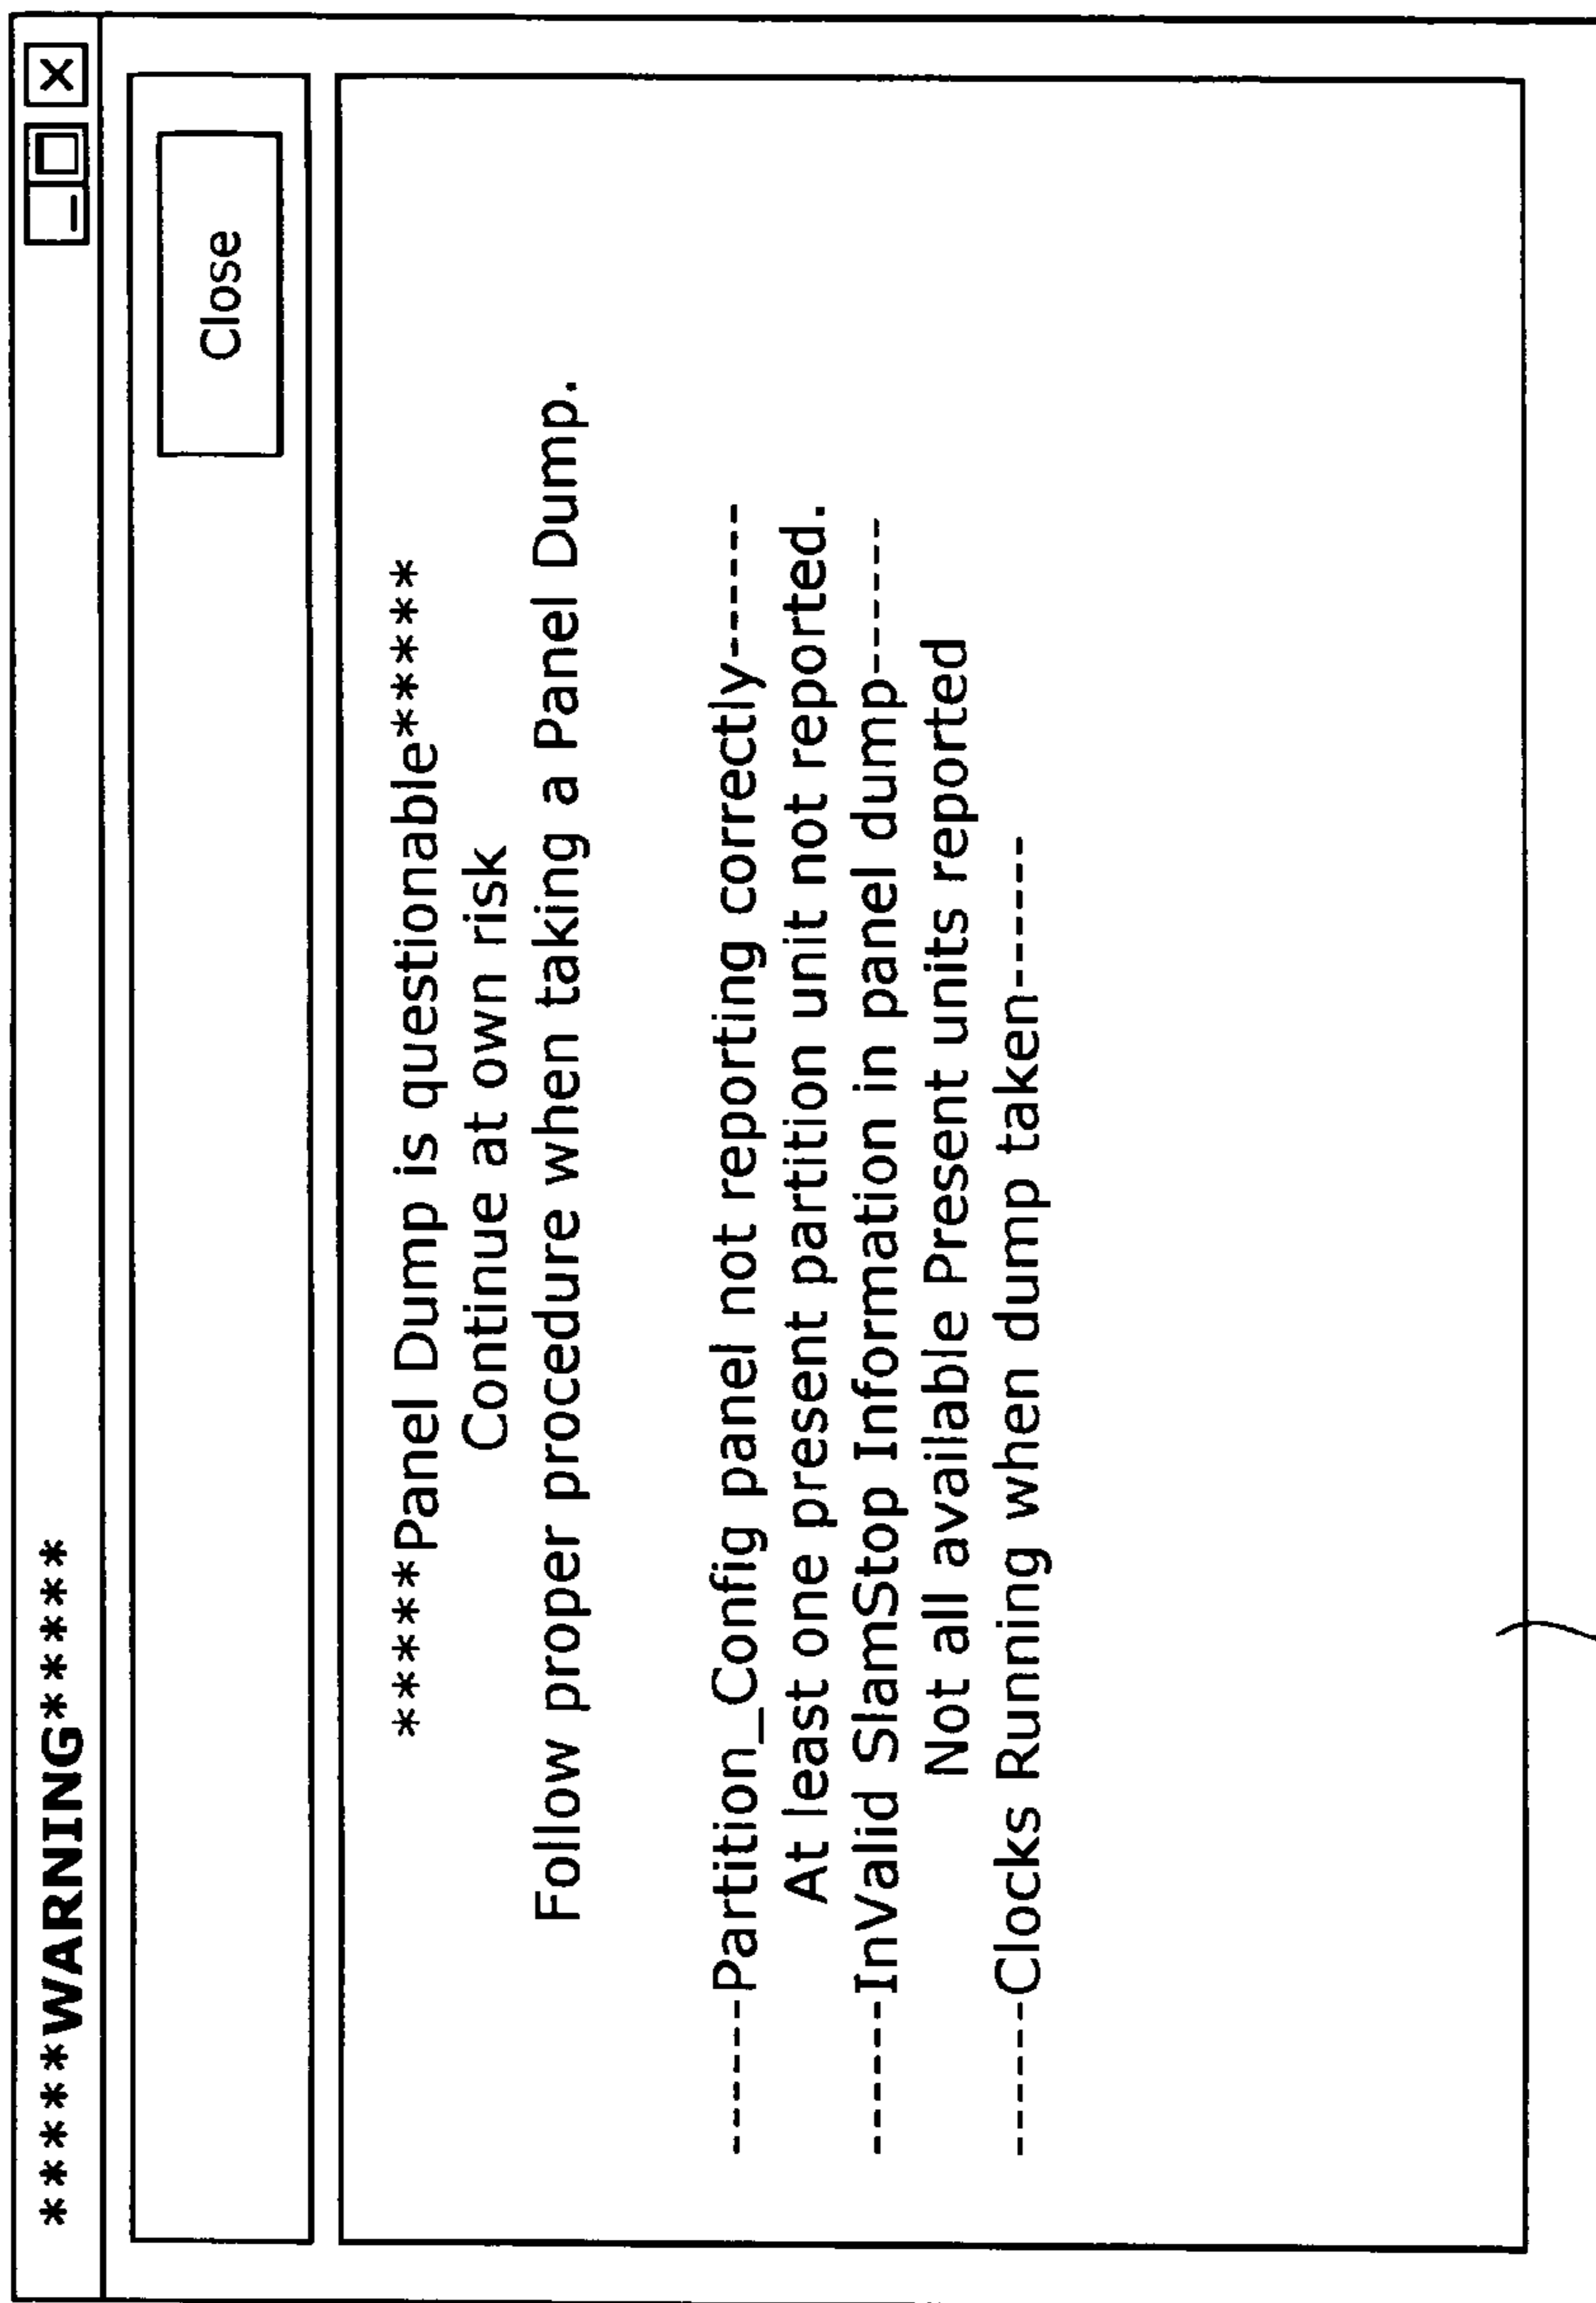 *****WARNING*****
Close
*****Panel Dump is questionable*****
Continue at own risk
Follow proper procedure when taking a Panel Dump.
------Partition_Config panel not reporting correctly------
At least one present partition unit not reported.
------InValid SlamStop Information in panel dump------
Not all available Present units reported
------Clocks Running when dump taken------